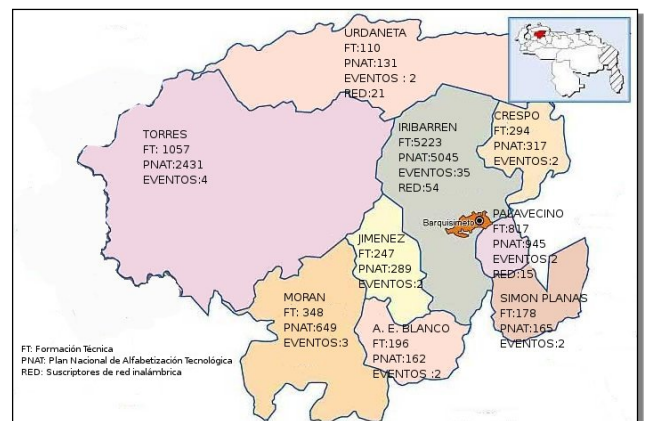 URDANETA
FT:110
PNAT:131
EVENTOS : 2
RED:21
TORRES
FT: 1057
PNAT:2431
EVENTOS:4
IRIBARREN
FT:5223
PNAT:5045
EVENTOS:35
RED:54
CRESPO
FT:294
PNAT:317
EVENTOS:2
Barquisimeto
PALAVECINO
FT:817
PNAT:945
EVENTOS:2
RED:15
JIMENEZ
FT:247
PNAT:289
EVENTOS:2
MORAN
FT: 348
PNAT:649
EVENTOS:3
A. E. BLANCO
FT:196
PNAT:162
EVENTOS :2
SIMON PLANAS
FT:178
PNAT:165
EVENTOS:2
FT: Formación Técnica
PNAT: Plan Nacional de Alfabetización Tecnológica
RED: Suscriptores de red inalámbrica